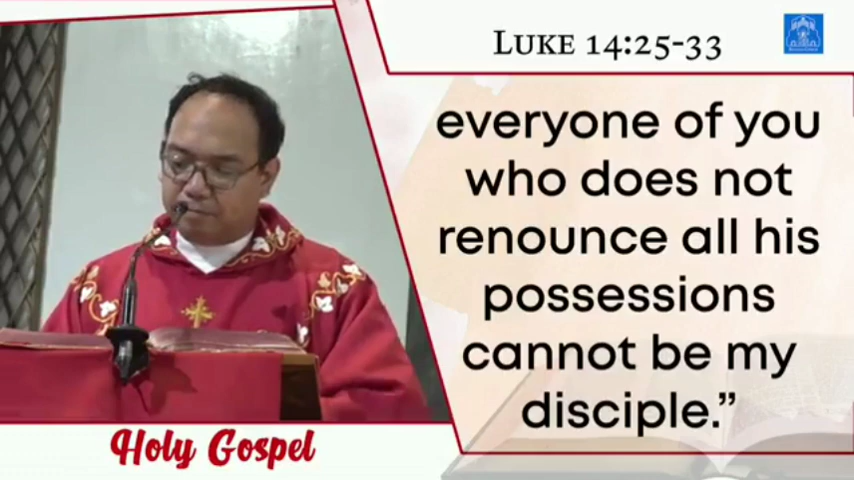 LUKE 14:25-33
everyone of you
who does not
renounce all his
possessions
cannot be my
disciple.”
Holy Gospel